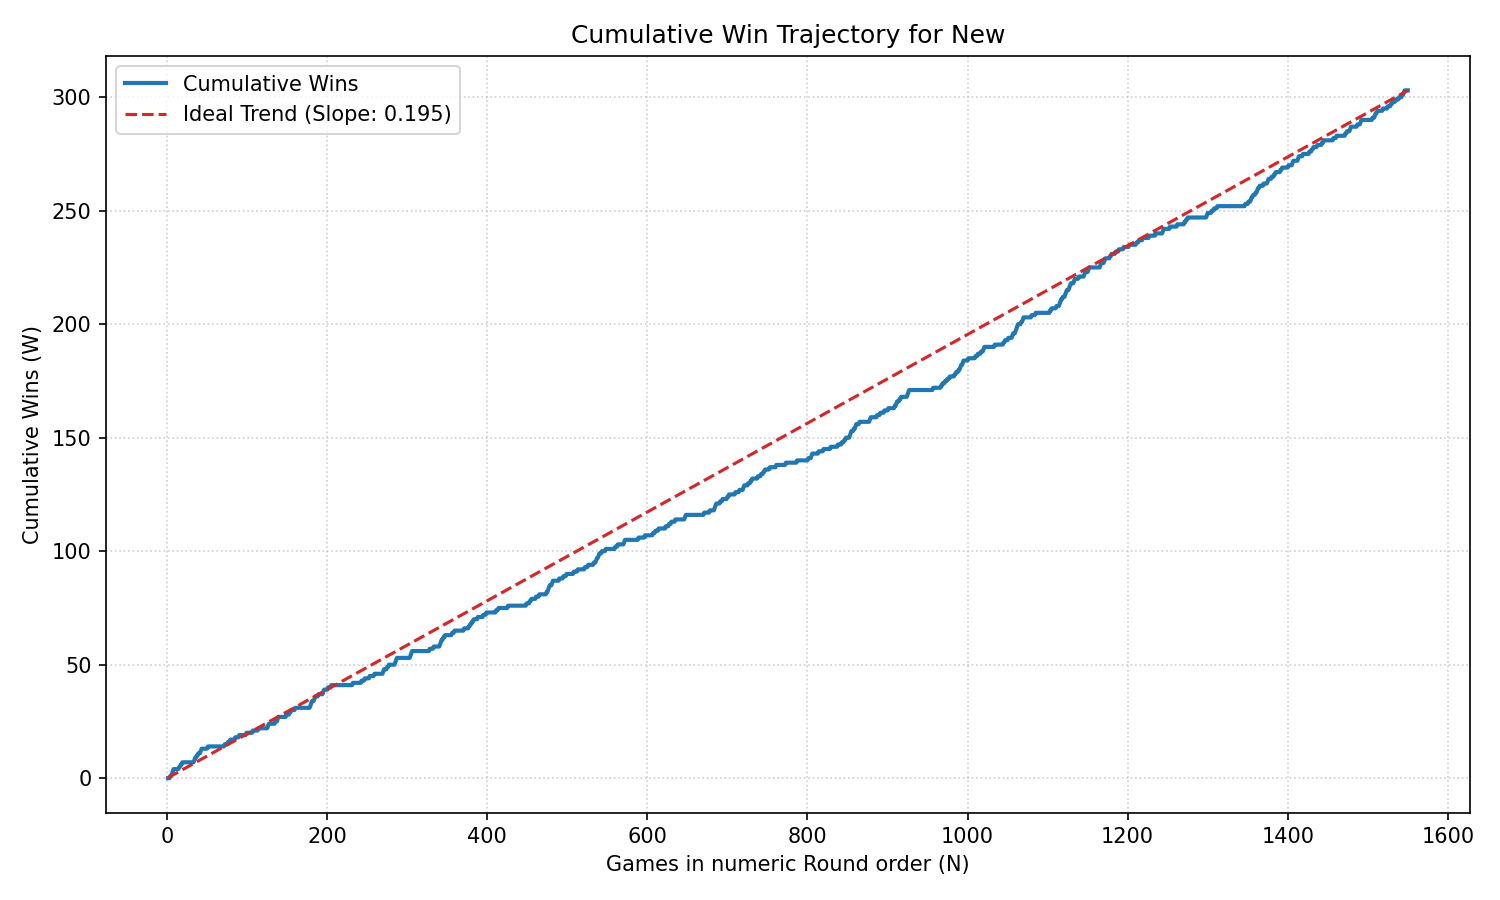 Cumulative Win Trajectory for New
Cumulative Wins
Ideal Trend (Slope: 0.195)
Cumulative Wins (W)
300
250
200
150
100
50
0
0 200 400 600 800 1000 1200 1400 1600
Games in numeric Round order (N)